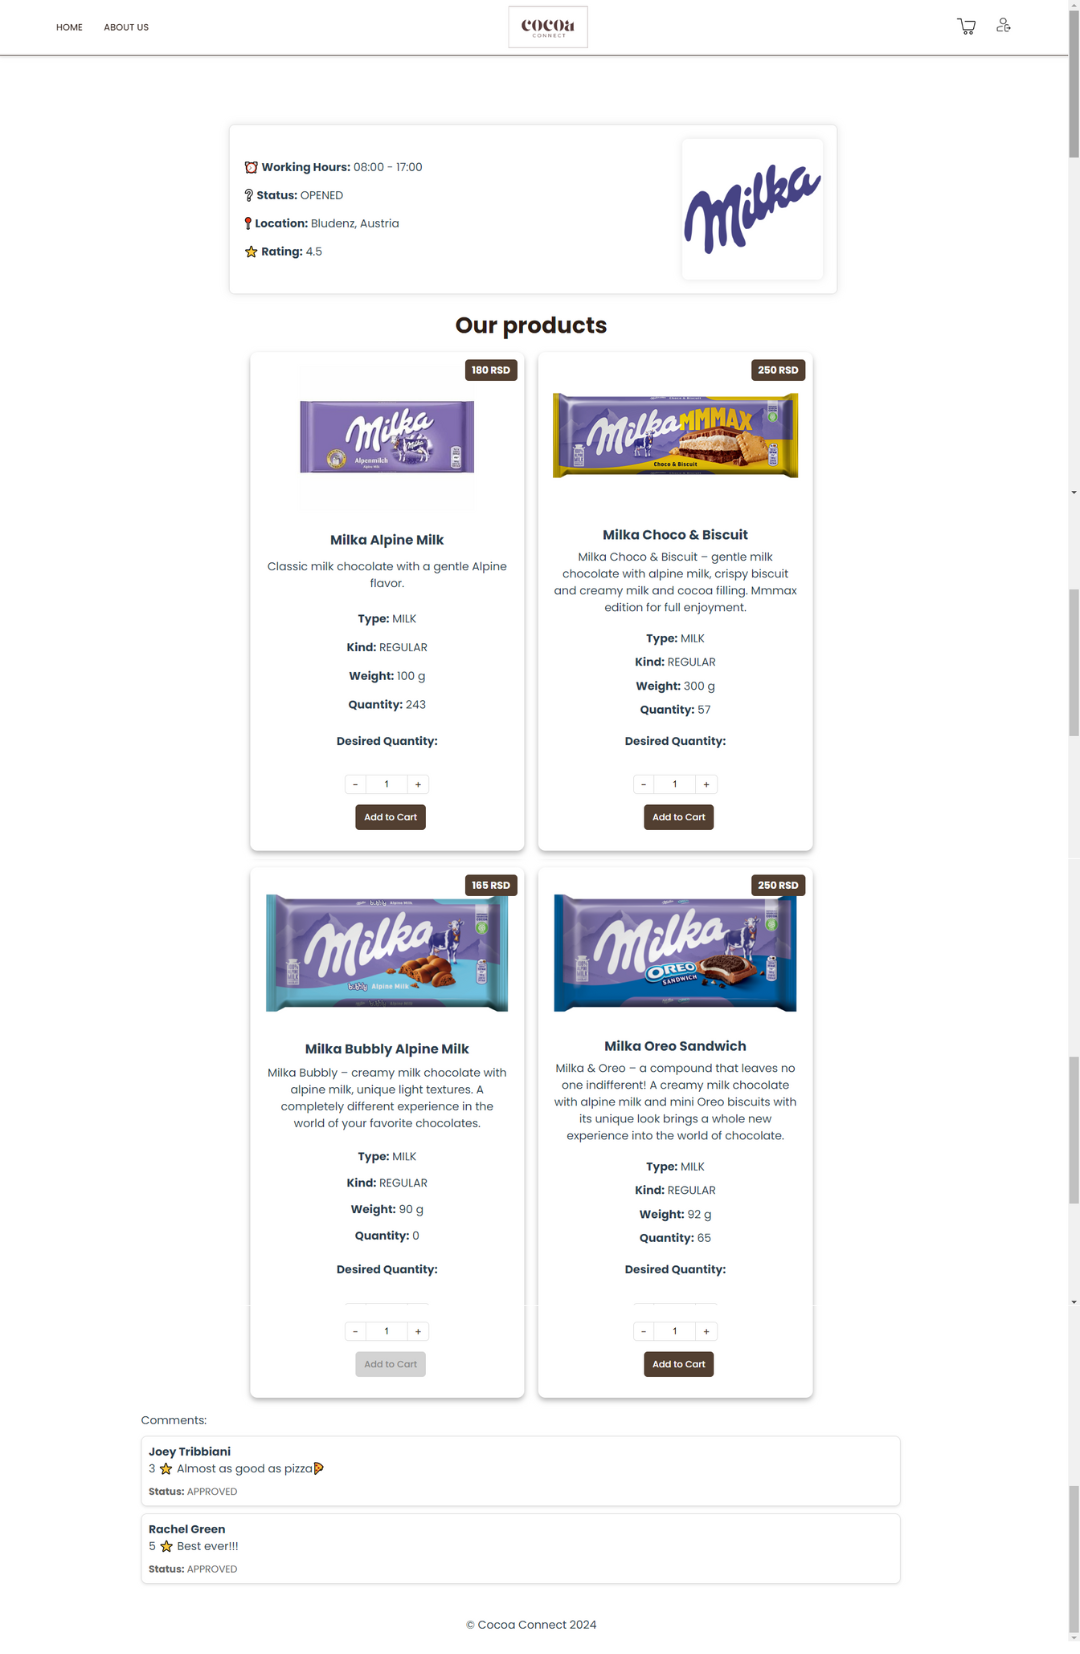 HOME
ABOUT US
cocoa
CONNECT
Working Hours: 08:00 - 17:00
Status: OPENED
Location: Bludenz, Austria
Rating: 4.5
Milka
Our products
180 RSD
Milka
Alpenmilch
Milka Alpine Milk
Classic milk chocolate with a gentle Alpine
flavor.
Type: MILK
Kind: REGULAR
Weight: 100 g
Quantity: 243
Desired Quantity:
- 1 +
Add to Cart
250 RSD
Milka MMMAX
Choco & Biscuit
Milka Choco & Biscuit
Milka Choco & Biscuit – gentle milk
chocolate with alpine milk, crispy biscuit
and creamy milk and cocoa filling. Mmmax
edition for full enjoyment.
Type: MILK
Kind: REGULAR
Weight: 300 g
Quantity: 57
Desired Quantity:
- 1 +
Add to Cart
165 RSD
Milka
bubbly Alpine Milk
Milka Bubbly Alpine Milk
Milka Bubbly – creamy milk chocolate with
alpine milk, unique light textures. A
completely different experience in the
world of your favorite chocolates.
Type: MILK
Kind: REGULAR
Weight: 90 g
Quantity: 0
Desired Quantity:
- 1 +
Add to Cart
250 RSD
Milka
OREO
SANDWICH
Milka Oreo Sandwich
Milka & Oreo – a compound that leaves no
one indifferent! A creamy milk chocolate
with alpine milk and mini Oreo biscuits with
its unique look brings a whole new
experience into the world of chocolate.
Type: MILK
Kind: REGULAR
Weight: 92 g
Quantity: 65
Desired Quantity:
- 1 +
Add to Cart
Comments:
Joey Tribbiani
3 ⭐ Almost as good as pizza🍕
Status: APPROVED
Rachel Green
5 ⭐ Best ever!!!
Status: APPROVED
© Cocoa Connect 2024